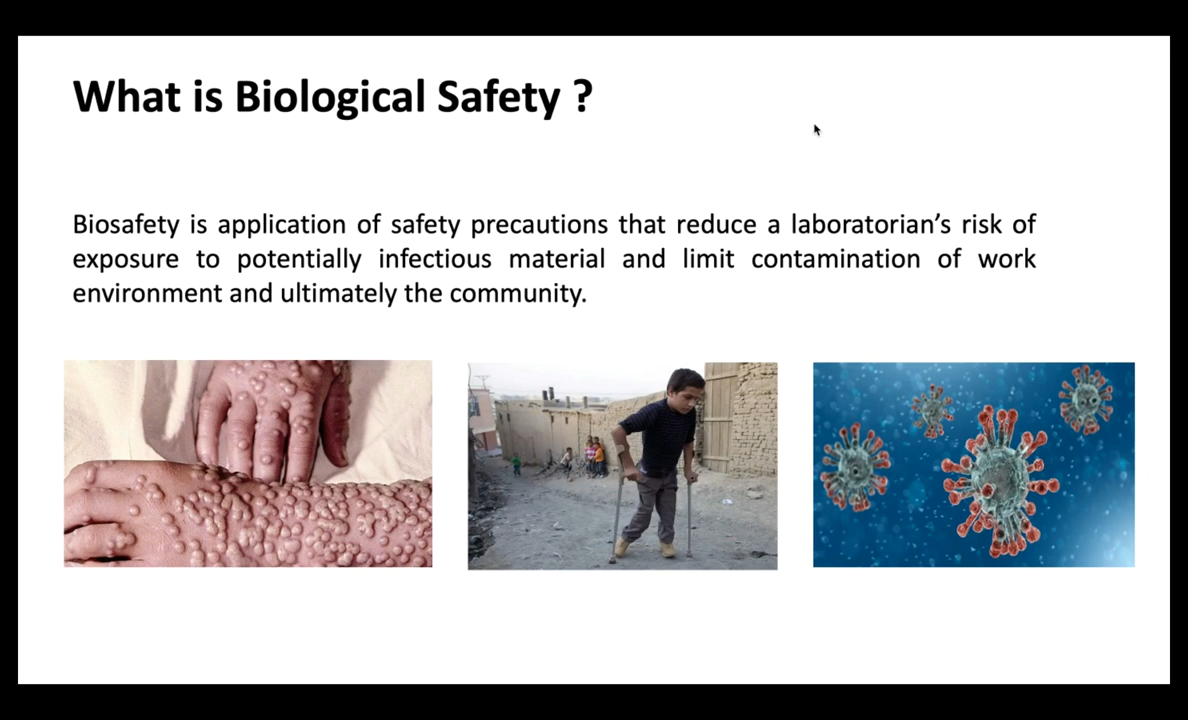 What is Biological Safety ?
Biosafety is application of safety precautions that reduce a laboratorian’s risk of
exposure to potentially infectious material and limit contamination of work
environment and ultimately the community.